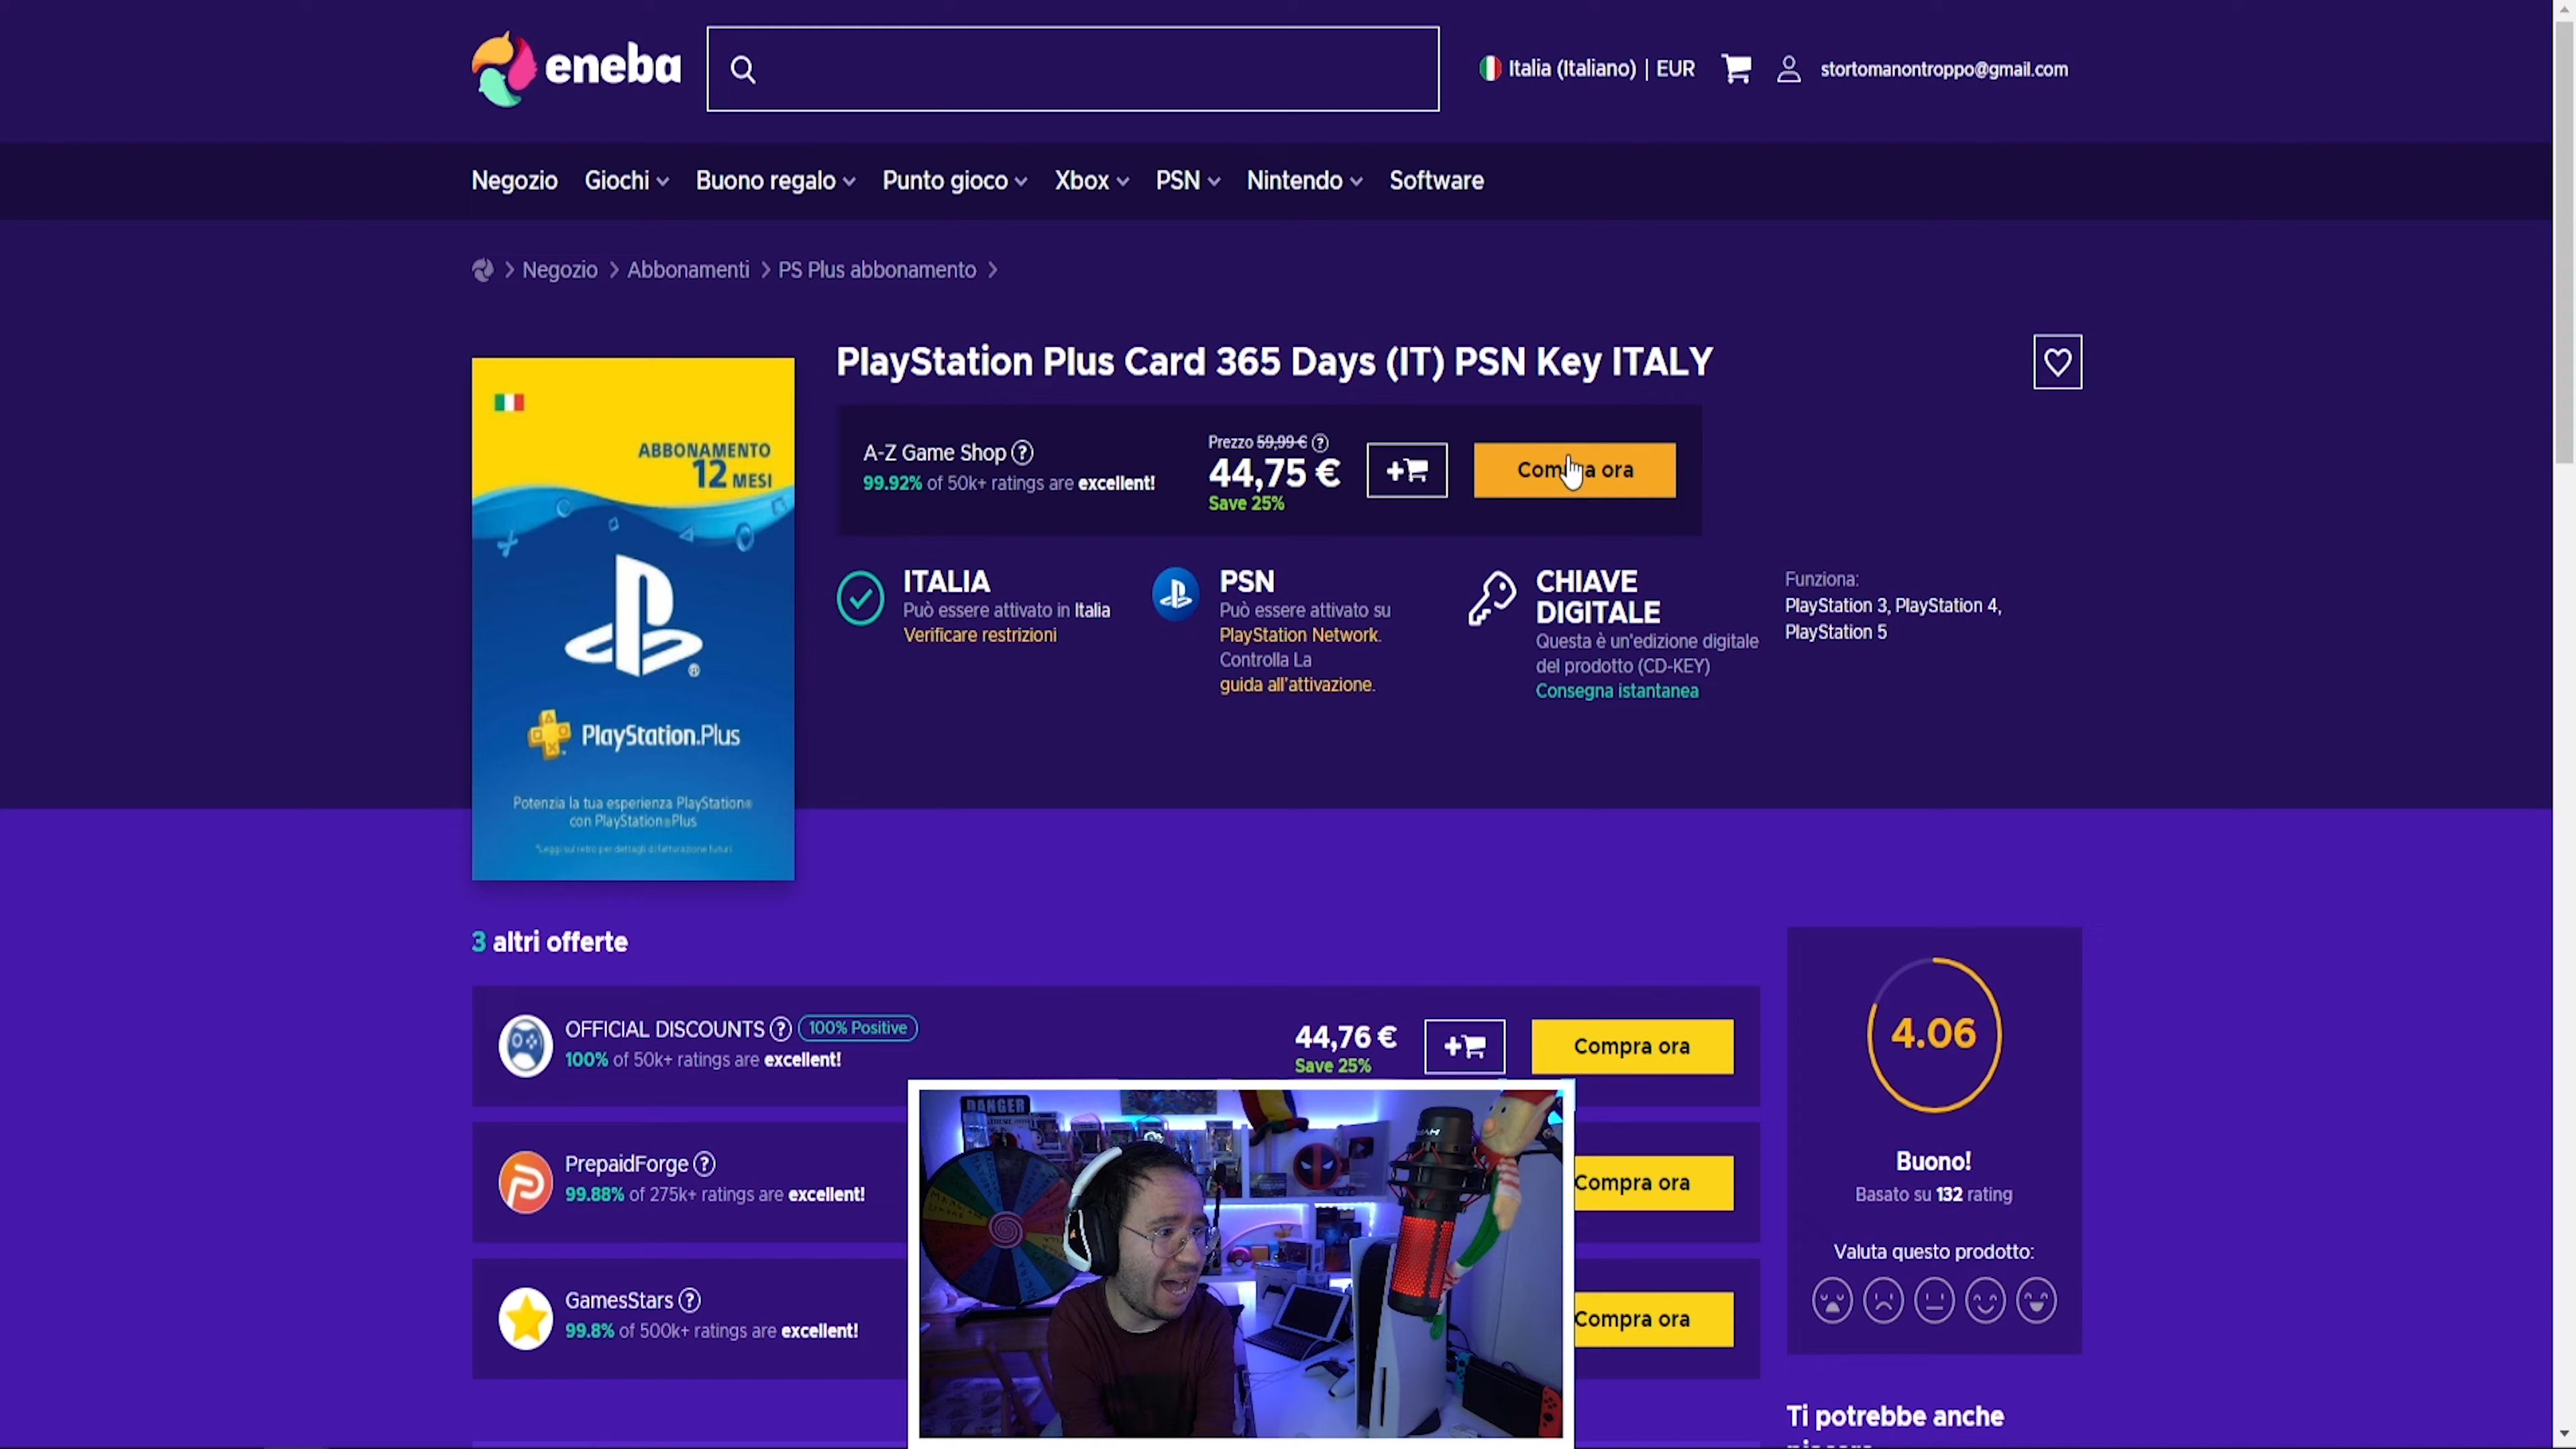 eneba
Italia (Italiano) | EUR
stortomanontroppo@gmail.com
Negozio Giochi Buono regalo Punto gioco Xbox PSN Nintendo Software
Negozio Abbonamenti PS Plus abbonamento
PlayStation Plus Card 365 Days (IT) PSN Key ITALY
ABBONAMENTO
12 MESI
PlayStation.Plus
Potenzia la tua esperienza PlayStation®
con PlayStation®Plus
*Leggi sul retro per dettagli di fatturazione futuri
A-Z Game Shop
99.92% of 50k+ ratings are excellent!
Prezzo 59,99 €
44,75 €
Save 25%
Compra ora
ITALIA
Può essere attivato in Italia
Verificare restrizioni
PSN
Può essere attivato su
PlayStation Network.
Controlla La
guida all'attivazione.
CHIAVE
DIGITALE
Questa è un'edizione digitale
del prodotto (CD-KEY)
Consegna istantanea
Funziona:
PlayStation 3, PlayStation 4,
PlayStation 5
3 altri offerte
OFFICIAL DISCOUNTS 100% Positive
100% of 50k+ ratings are excellent!
44,76 €
Save 25%
Compra ora
PrepaidForge
99.88% of 275k+ ratings are excellent!
Compra ora
GamesStars
99.8% of 500k+ ratings are excellent!
Compra ora
DANGER
4.06
Buono!
Basato su 132 rating
Valuta questo prodotto:
Ti potrebbe anche